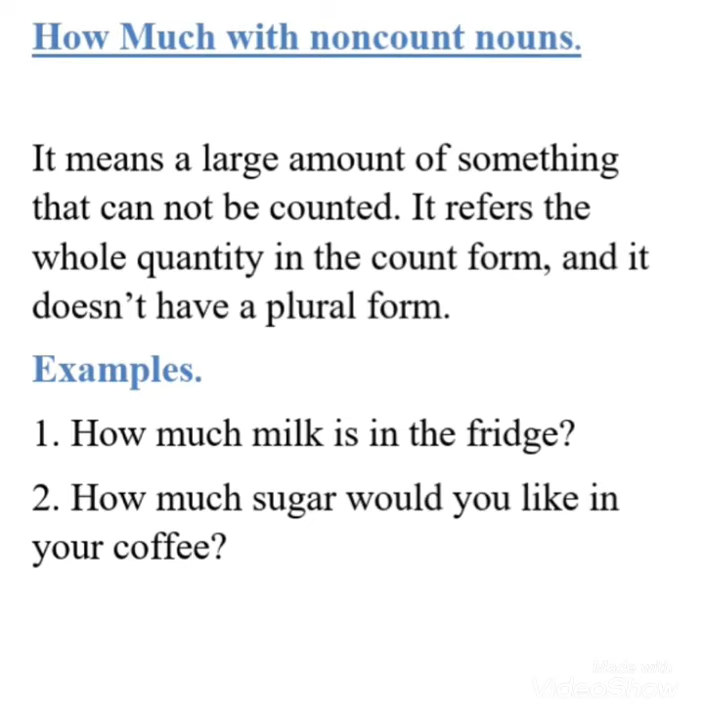 How Much with noncount nouns.
It means a large amount of something
that can not be counted. It refers the
whole quantity in the count form, and it
doesn’t have a plural form.
Examples.
1. How much milk is in the fridge?
2. How much sugar would you like in
your coffee?
Made with
VideoShow